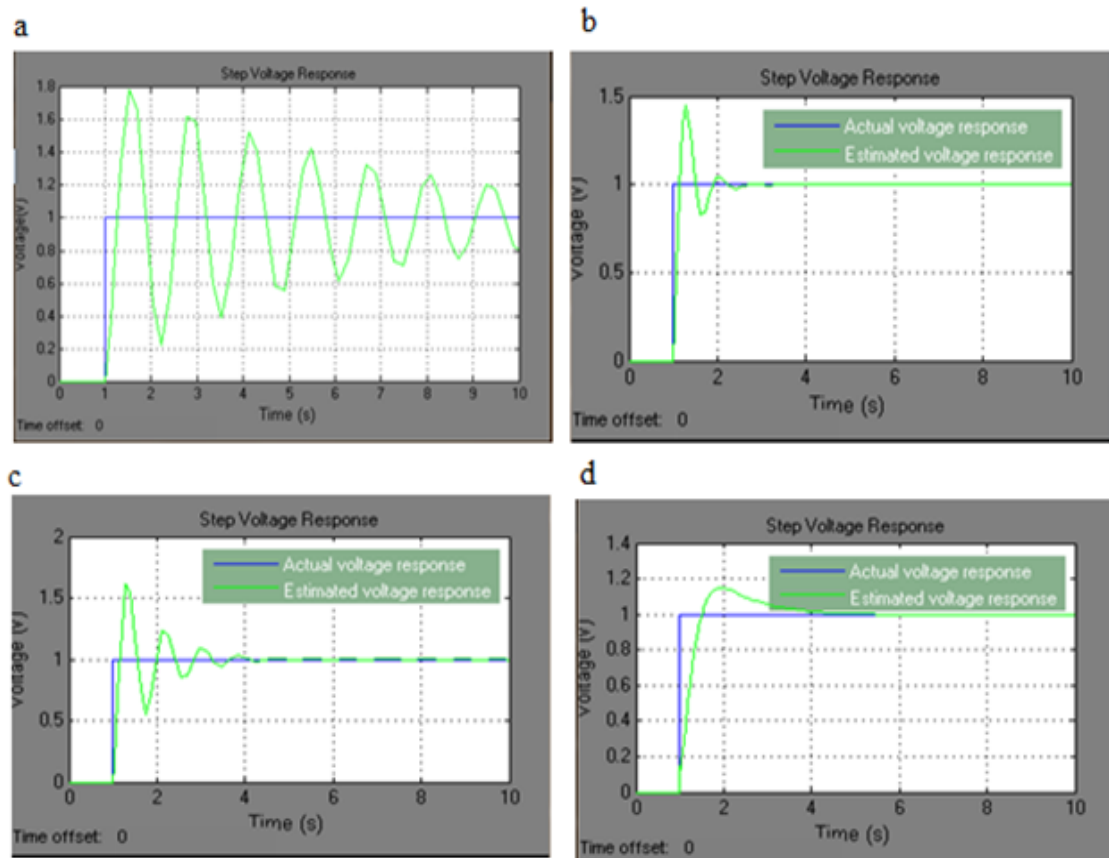 a
Step Voltage Response
Voltage(v)
1.8
1.6
1.4
1.2
1
0.8
0.6
0.4
0.2
0
0 1 2 3 4 5 6 7 8 9 10
Time (s)
Time offset: 0
b
Step Voltage Response
Actual voltage response
Estimated voltage response
Voltage (v)
1.5
1
0.5
0
0 2 4 6 8 10
Time (s)
Time offset: 0
c
Step Voltage Response
Actual voltage response
Estimated voltage response
Voltage (v)
2
1.5
1
0.5
0
0 2 4 6 8 10
Time (s)
Time offset: 0
d
Step Voltage Response
Actual voltage response
Estimated voltage response
Voltage (v)
1.4
1.2
1
0.8
0.6
0.4
0.2
0
0 2 4 6 8 10
Time (s)
Time offset: 0